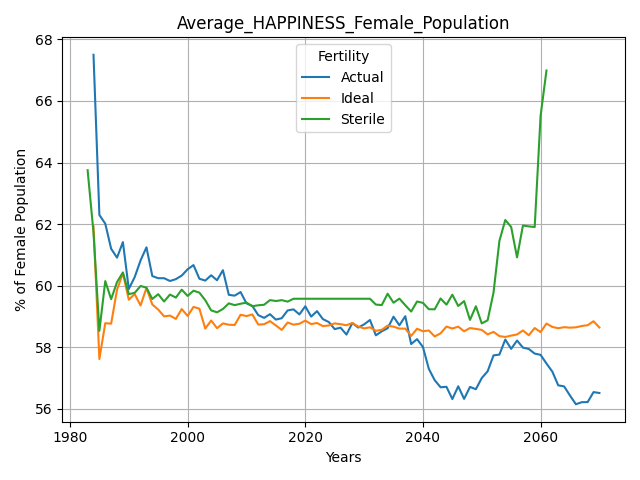 Average_HAPPINESS_Female_Population
Fertility
Actual
Ideal
Sterile
% of Female Population
68
66
64
62
60
58
56
1980
2000
2020
2040
2060
Years